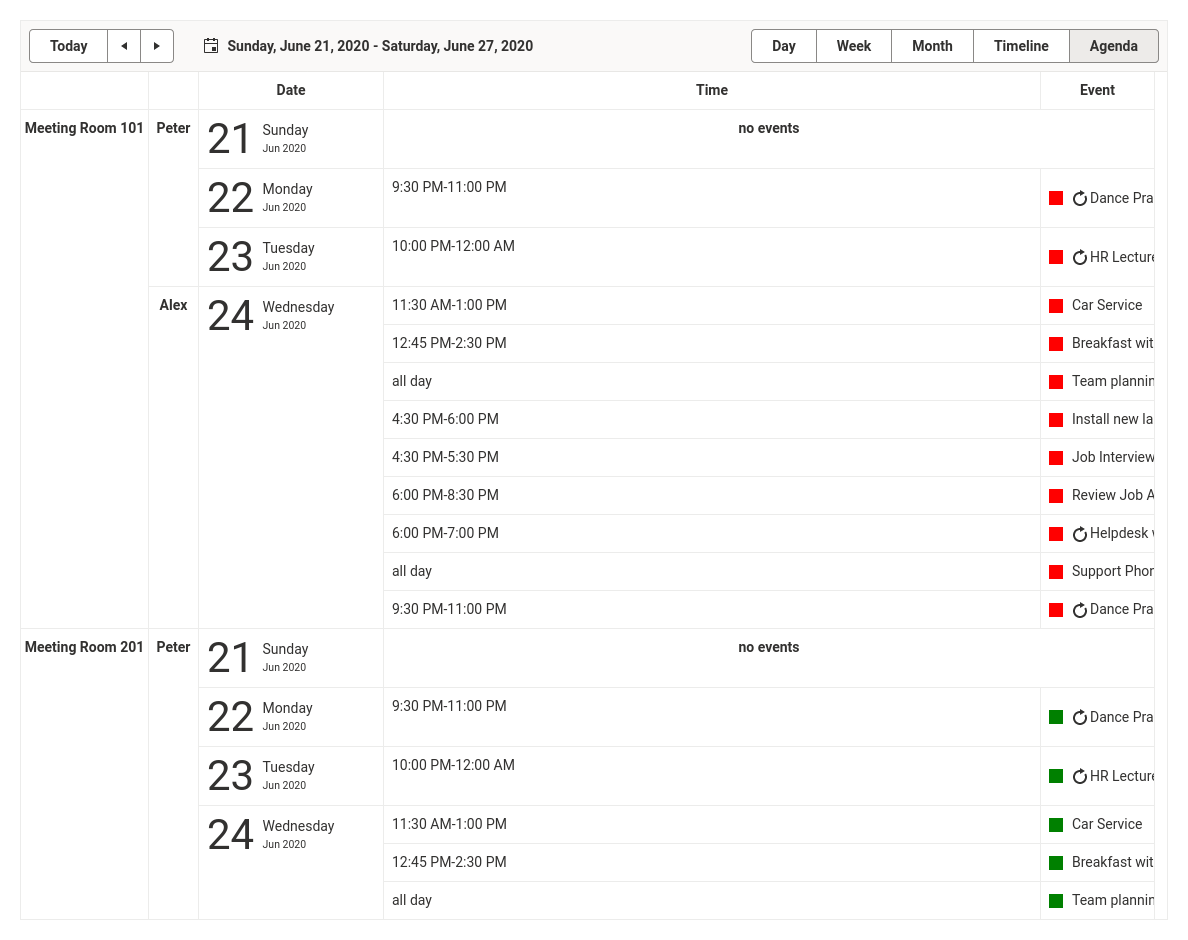 Today
Sunday, June 21, 2020 - Saturday, June 27, 2020
Day Week Month Timeline Agenda
Date Time Event
Meeting Room 101 Peter 21 Sunday Jun 2020 no events
22 Monday Jun 2020 9:30 PM-11:00 PM Dance Pra
23 Tuesday Jun 2020 10:00 PM-12:00 AM HR Lecture
Alex 24 Wednesday Jun 2020 11:30 AM-1:00 PM Car Service
12:45 PM-2:30 PM Breakfast wit
all day Team plannin
4:30 PM-6:00 PM Install new la
4:30 PM-5:30 PM Job Interview
6:00 PM-8:30 PM Review Job A
6:00 PM-7:00 PM Helpdesk
all day Support Phon
9:30 PM-11:00 PM Dance Pra
Meeting Room 201 Peter 21 Sunday Jun 2020 no events
22 Monday Jun 2020 9:30 PM-11:00 PM Dance Pra
23 Tuesday Jun 2020 10:00 PM-12:00 AM HR Lecture
24 Wednesday Jun 2020 11:30 AM-1:00 PM Car Service
12:45 PM-2:30 PM Breakfast wit
all day Team plannin